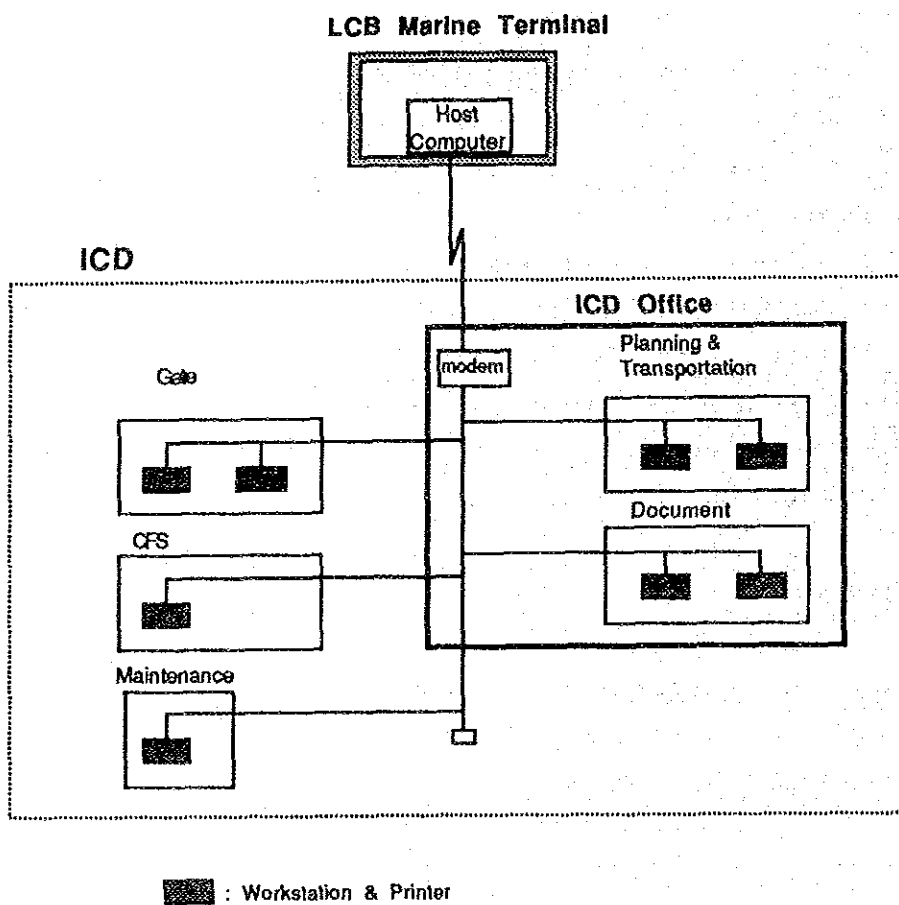 LCB Marine Terminal
Host
Computer
ICD
ICD Office
modem
Planning &
Transportation
Gate
Document
CFS
Maintenance
: Workstation & Printer